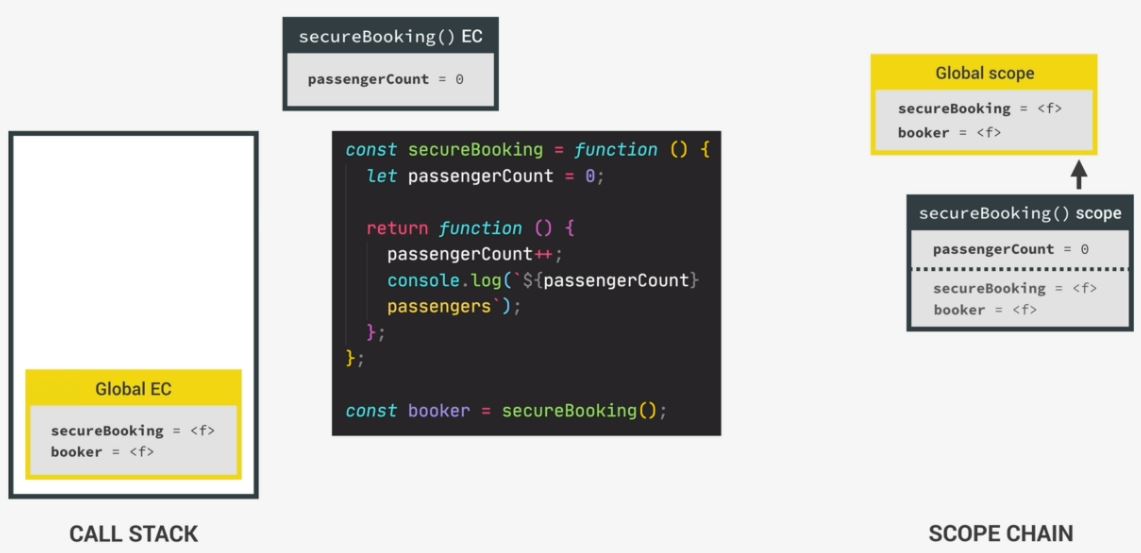 secureBooking() EC
passengerCount = 0
Global scope
secureBooking = <f>
booker = <f>
const secureBooking = function () {
let passengerCount = 0;
return function () {
passengerCount++;
console.log(`${passengerCount}
passengers`);
};
};
const booker = secureBooking();
secureBooking() scope
passengerCount = 0
secureBooking = <f>
booker = <f>
Global EC
secureBooking = <f>
booker = <f>
CALL STACK
SCOPE CHAIN